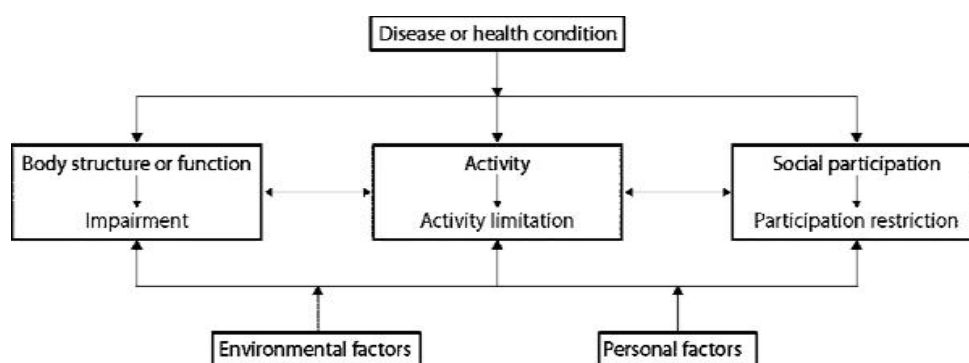 Disease or health condition
Body structure or function
Impairment
Activity
Activity limitation
Social participation
Participation restriction
Environmental factors
Personal factors